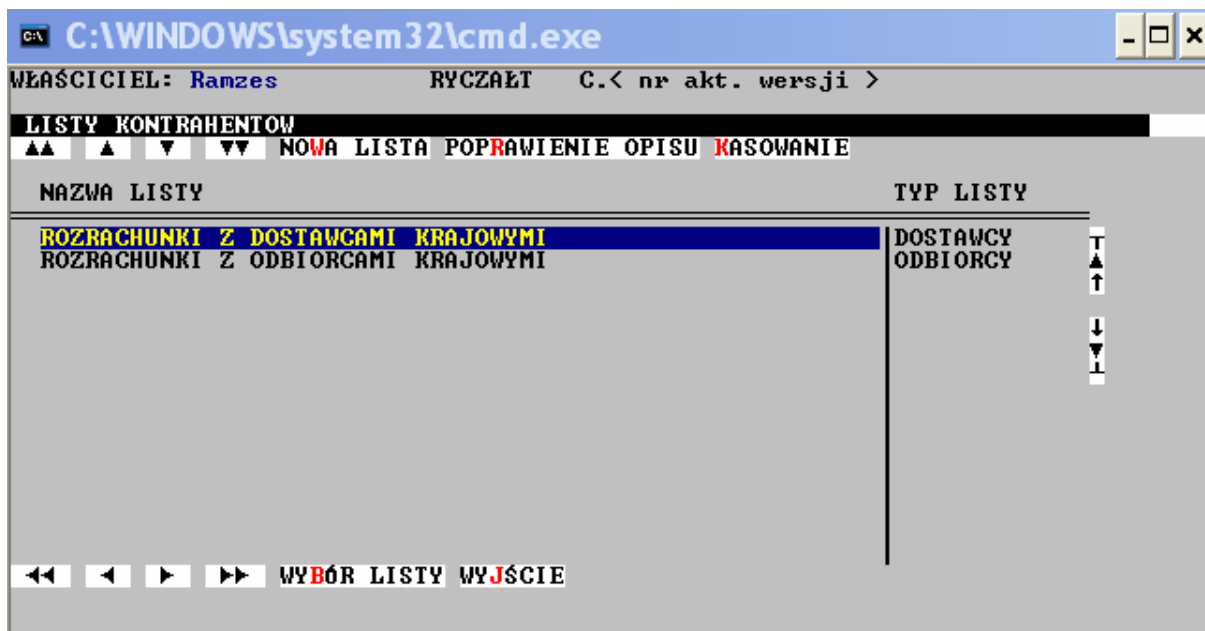 C:\WINDOWS\system32\cmd.exe
WŁAŚCICIEL: Ramzes RYCZAŁT C.< nr akt. wersji >
LISTY KONTRAHENTOW
NOWA LISTA POPRAWIENIE OPISU KASOWANIE
NAZWA LISTY TYP LISTY
ROZRACHUNKI Z DOSTAWCAMI KRAJOWYMI DOSTAWCY
ROZRACHUNKI Z ODBIORCAMI KRAJOWYMI ODBIORCY
WYBÓR LISTY WYJŚCIE